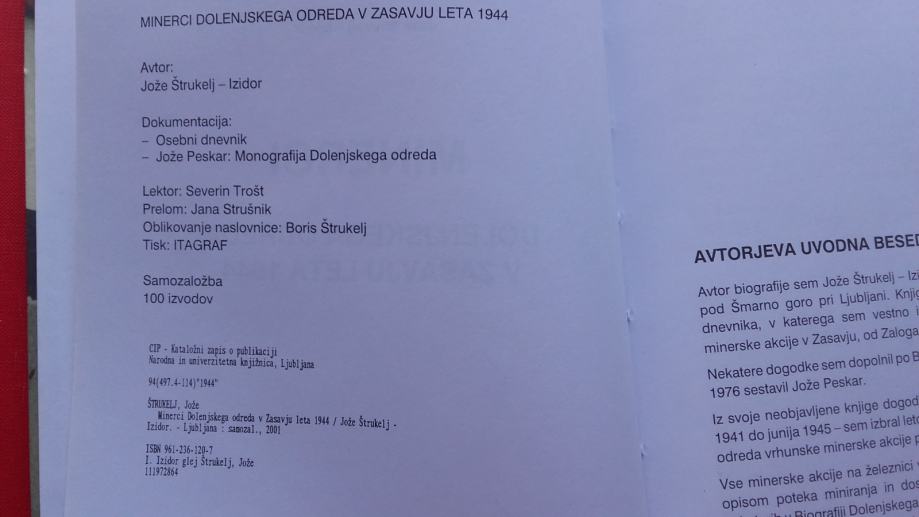 MINERCI DOLENJSKEGA ODREDA V ZASAVJU LETA 1944
Avtor:
Jože Štrukelj – Izidor
Dokumentacija:
– Osebni dnevnik
– Jože Peskar: Monografija Dolenjskega odreda
Lektor: Severin Trošt
Prelom: Jana Strušnik
Oblikovanje naslovnice: Boris Štrukelj
Tisk: ITAGRAF
Samozaložba
100 izvodov
CIP - Kataložni zapis o publikaciji
Narodna in univerzitetna knjižnica, Ljubljana
94(497.4-114)"1944"
ŠTRUKELJ, Jože
Minerci Dolenjskega odreda v Zasavju leta 1944 / Jože Štrukelj -
Izidor. - Ljubljana : samozal., 2001
ISBN 961-236-120-7
I. Izidor glej Štrukelj, Jože
111972864
AVTORJEVA UVODNA BESED
Avtor biografije sem Jože Štrukelj – Izi
pod Šmarno goro pri Ljubljani. Knjig
dnevnika, v katerega sem vestno i
minerske akcije v Zasavju, od Zaloga
Nekatere dogodke sem dopolnil po B
1976 sestavil Jože Peskar.
Iz svoje neobjavljene knjige dogod
1941 do junija 1945 – sem izbral leto
odreda vrhunske minerske akcije p
Vse minerske akcije na železnici v
opisom poteka miniranja in dos
v Biografiji Dolenjskega